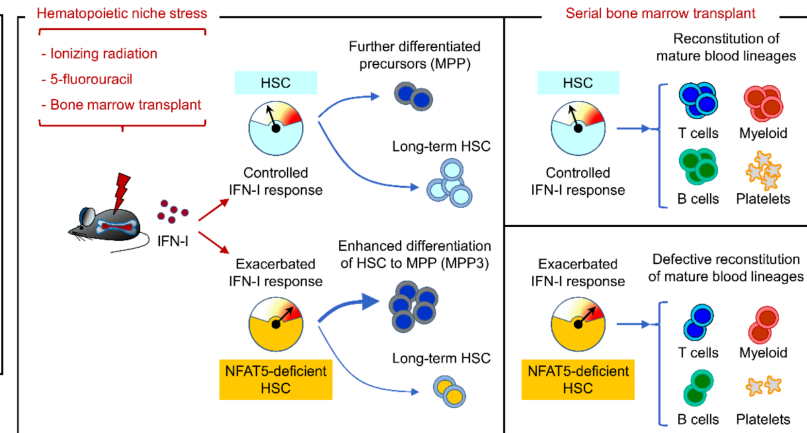 Hematopoietic niche stress
- Ionizing radiation
- 5-fluorouracil
- Bone marrow transplant
IFN-I
HSC
Controlled
IFN-I response
Further differentiated
precursors (MPP)
Long-term HSC
Exacerbated
IFN-I response
NFAT5-deficient
HSC
Enhanced differentiation
of HSC to MPP (MPP3)
Long-term HSC
Serial bone marrow transplant
HSC
Controlled
IFN-I response
Reconstitution of
mature blood lineages
T cells
Myeloid
B cells
Platelets
Exacerbated
IFN-I response
NFAT5-deficient
HSC
Defective reconstitution
of mature blood lineages
T cells
Myeloid
B cells
Platelets